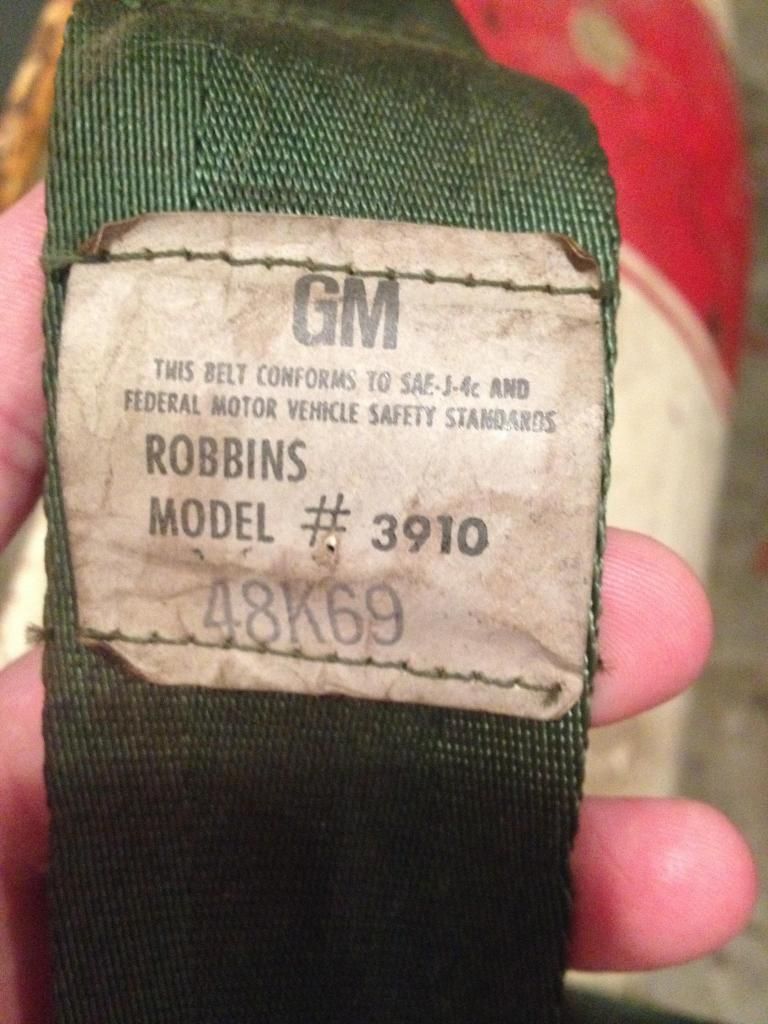 GM
THIS BELT CONFORMS TO SAE-J-4c AND
FEDERAL MOTOR VEHICLE SAFETY STANDARDS
ROBBINS
MODEL # 3910
48K69